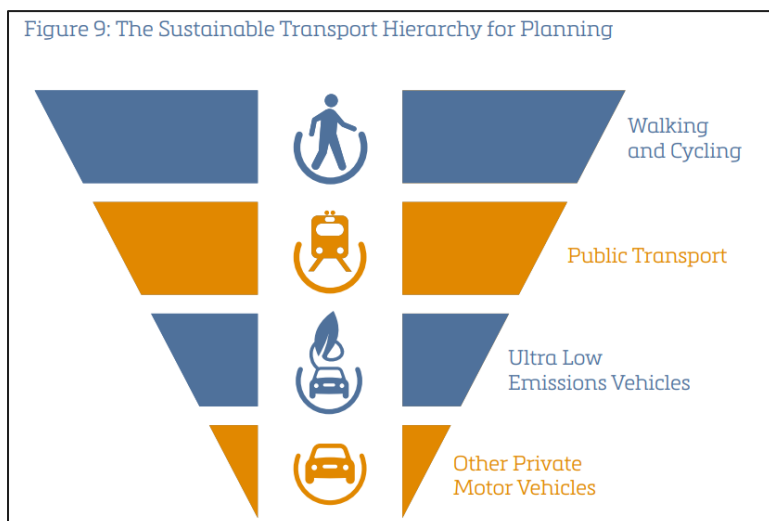 Figure 9: The Sustainable Transport Hierarchy for Planning
Walking
and Cycling
Public Transport
Ultra Low
Emissions Vehicles
Other Private
Motor Vehicles